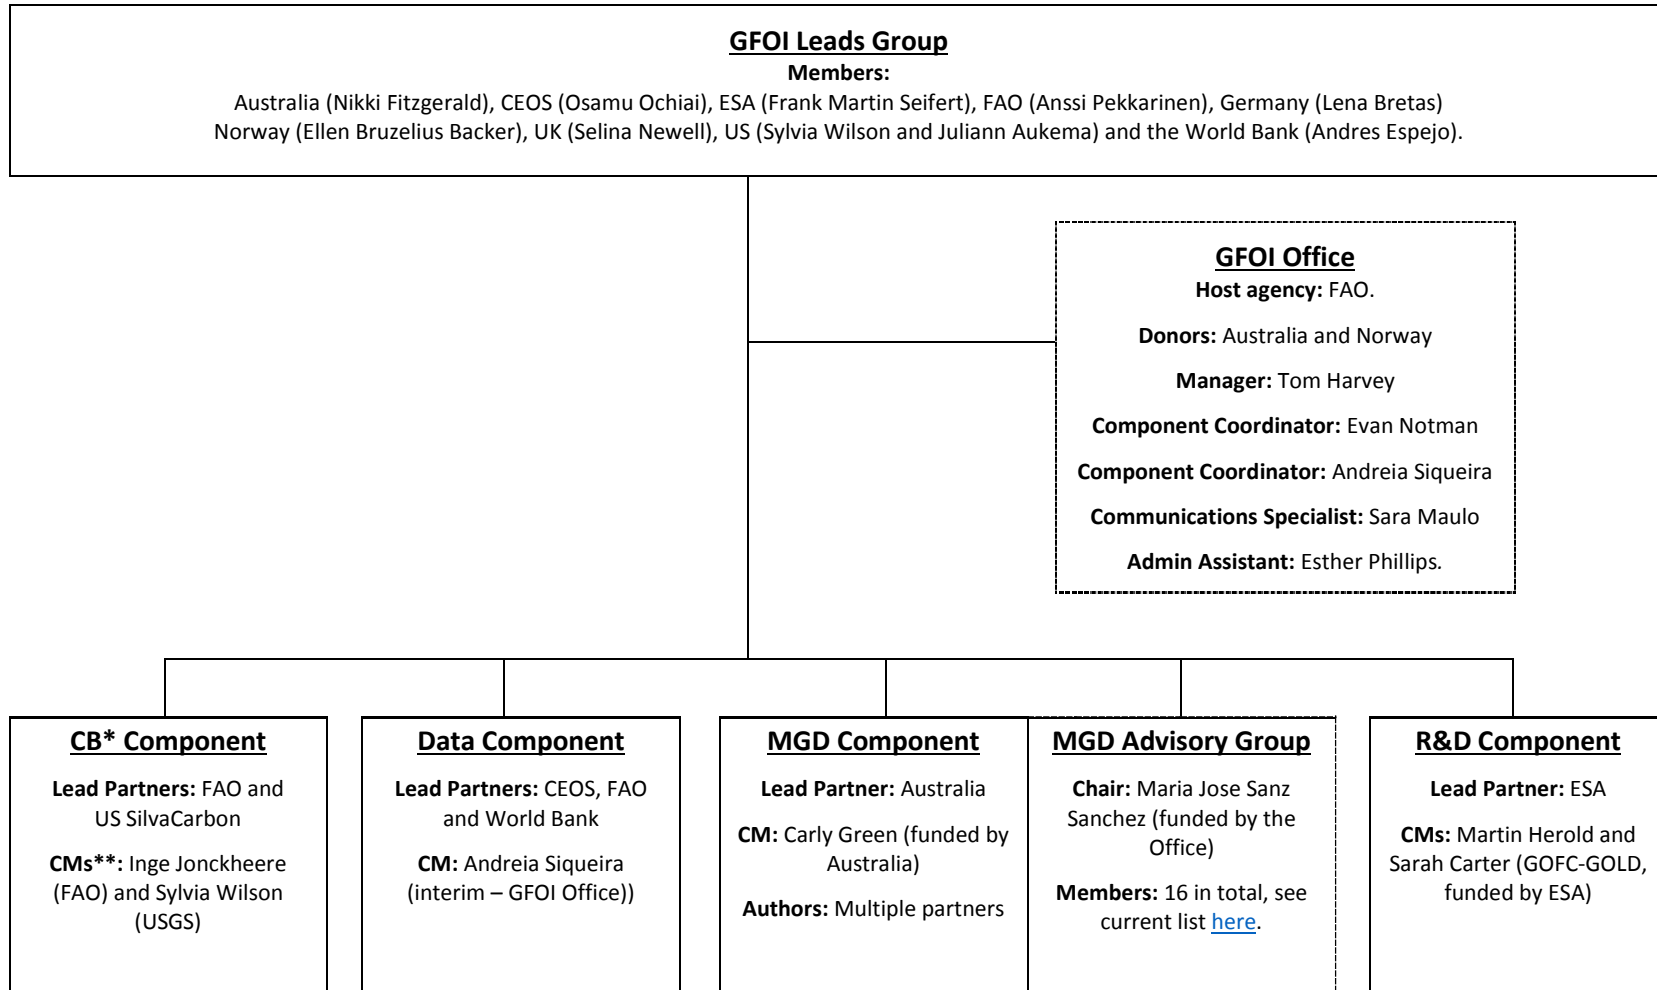 GFOI Leads Group
Members:
Australia (Nikki Fitzgerald), CEOS (Osamu Ochiai), ESA (Frank Martin Seifert), FAO (Anssi Pekkarinen), Germany (Lena Bretas)
Norway (Ellen Bruzelius Backer), UK (Selina Newell), US (Sylvia Wilson and Juliann Aukema) and the World Bank (Andres Espejo).
GFOI Office
Host agency: FAO.
Donors: Australia and Norway
Manager: Tom Harvey
Component Coordinator: Evan Notman
Component Coordinator: Andreia Siqueira
Communications Specialist: Sara Maulo
Admin Assistant: Esther Phillips.
CB* Component
Lead Partners: FAO and
US SilvaCarbon
CMs**: Inge Jonckheere
(FAO) and Sylvia Wilson
(USGS)
Data Component
Lead Partners: CEOS, FAO
and World Bank
CM: Andreia Siqueira
(interim – GFOI Office))
MGD Component
Lead Partner: Australia
CM: Carly Green (funded by
Australia)
Authors: Multiple partners
MGD Advisory Group
Chair: Maria Jose Sanz
Sanchez (funded by the
Office)
Members: 16 in total, see
current list here.
R&D Component
Lead Partner: ESA
CMs: Martin Herold and
Sarah Carter (GOFC-GOLD,
funded by ESA)